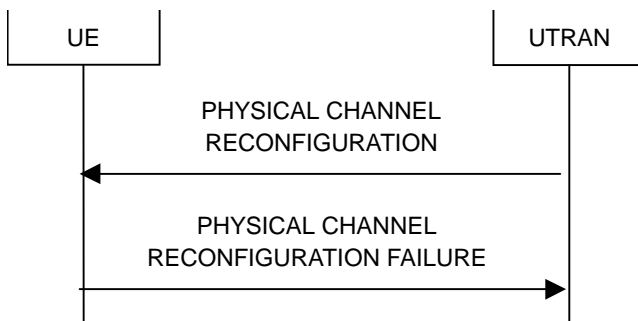 UE
UTRAN
PHYSICAL CHANNEL
RECONFIGURATION
PHYSICAL CHANNEL
RECONFIGURATION FAILURE